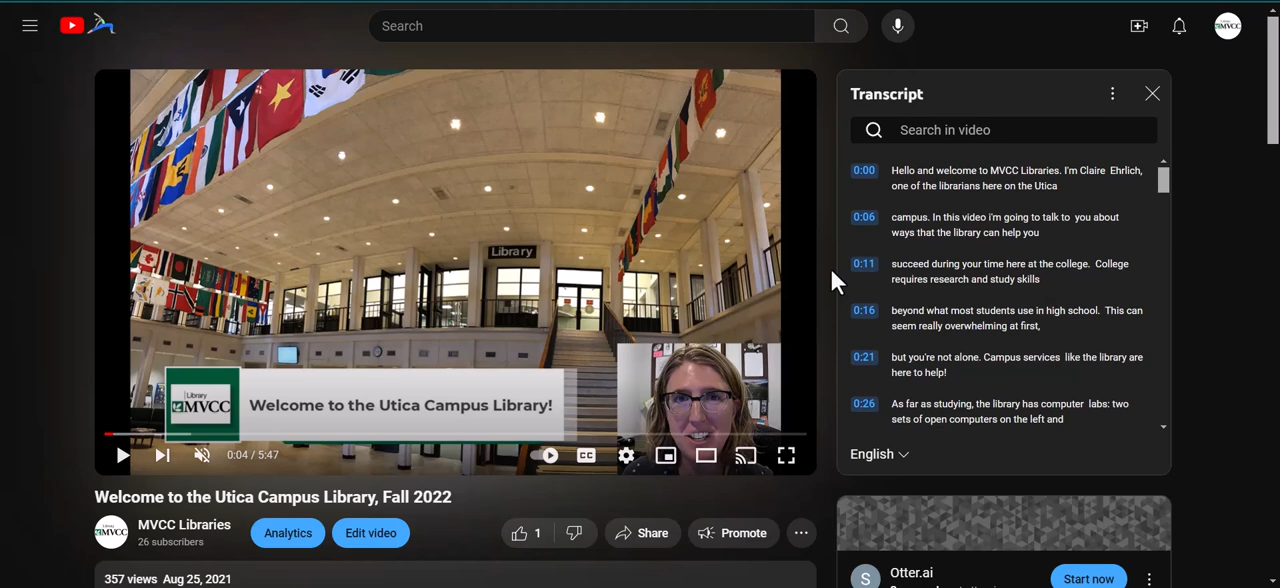 Search
Library
Library
MVCC
Welcome to the Utica Campus Library!
0:04 / 5:47
CC
Welcome to the Utica Campus Library, Fall 2022
MVCC Libraries
26 subscribers
Analytics
Edit video
1
Share
Promote
357 views Aug 25, 2021
Transcript
Search in video
0:00 Hello and welcome to MVCC Libraries. I'm Claire Ehrlich,
one of the librarians here on the Utica
0:06 campus. In this video i'm going to talk to you about
ways that the library can help you
0:11 succeed during your time here at the college. College
requires research and study skills
0:16 beyond what most students use in high school. This can
seem really overwhelming at first,
0:21 but you're not alone. Campus services like the library are
here to help!
0:26 As far as studying, the library has computer labs: two
sets of open computers on the left and
English
S
Otter.ai
Start now